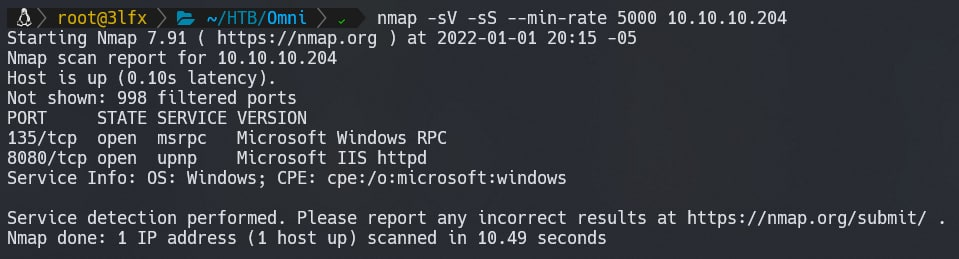 root@3lfx ~/HTB/Omni ✓ nmap -sV -sS --min-rate 5000 10.10.10.204
Starting Nmap 7.91 ( https://nmap.org ) at 2022-01-01 20:15 -05
Nmap scan report for 10.10.10.204
Host is up (0.10s latency).
Not shown: 998 filtered ports
PORT     STATE SERVICE VERSION
135/tcp  open  msrpc   Microsoft Windows RPC
8080/tcp open  upnp    Microsoft IIS httpd
Service Info: OS: Windows; CPE: cpe:/o:microsoft:windows

Service detection performed. Please report any incorrect results at https://nmap.org/submit/ .
Nmap done: 1 IP address (1 host up) scanned in 10.49 seconds